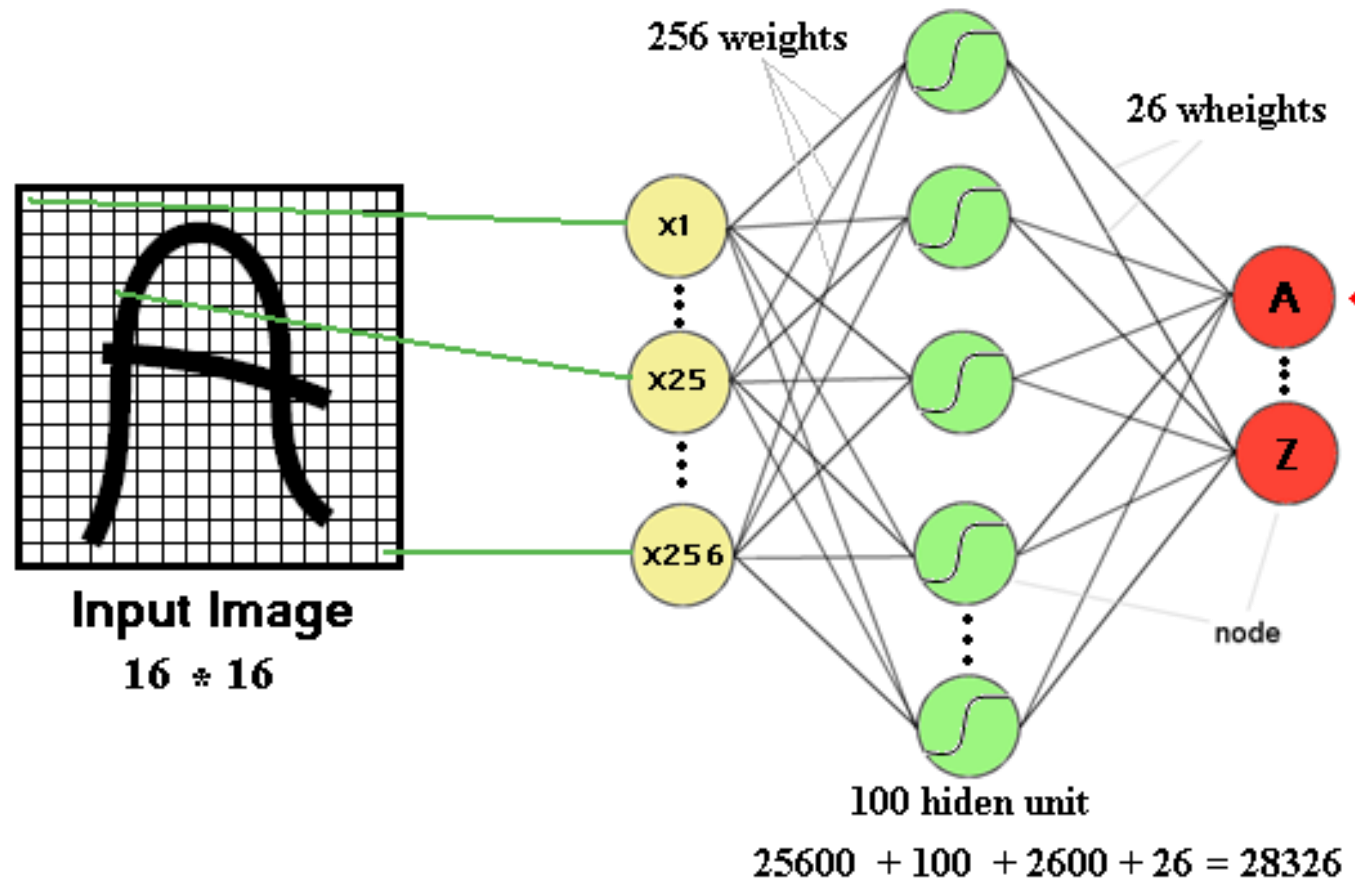 256 weights
26 wheights
x1
x25
x256
A
Z
node
Input Image
16 * 16
100 hiden unit
25600 + 100 + 2600 + 26 = 28326